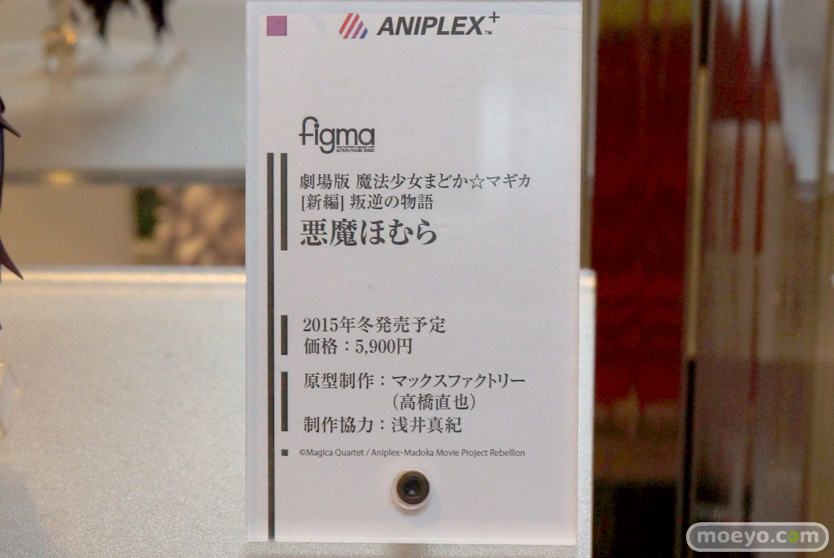 ANIPLEX+™
figma
劇場版 魔法少女まどか☆マギカ
[新編] 叛逆の物語
悪魔ほむら
2015年冬発売予定
価格：5,900円
原型制作：マックスファクトリー
（高橋直也）
制作協力：浅井真紀
©Magica Quartet / Aniplex・Madoka Movie Project Rebellion
moeyo.com